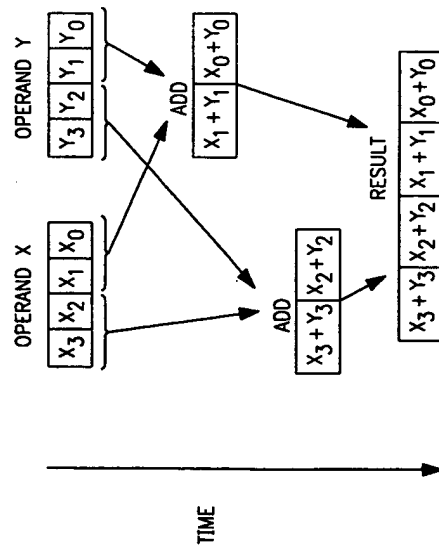 OPERAND X
X3 X2 X1 X0
OPERAND Y
Y3 Y2 Y1 Y0
ADD
X1+Y1 X0+Y0
ADD
X3+Y3 X2+Y2
RESULT
X3+Y3 X2+Y2 X1+Y1 X0+Y0
TIME